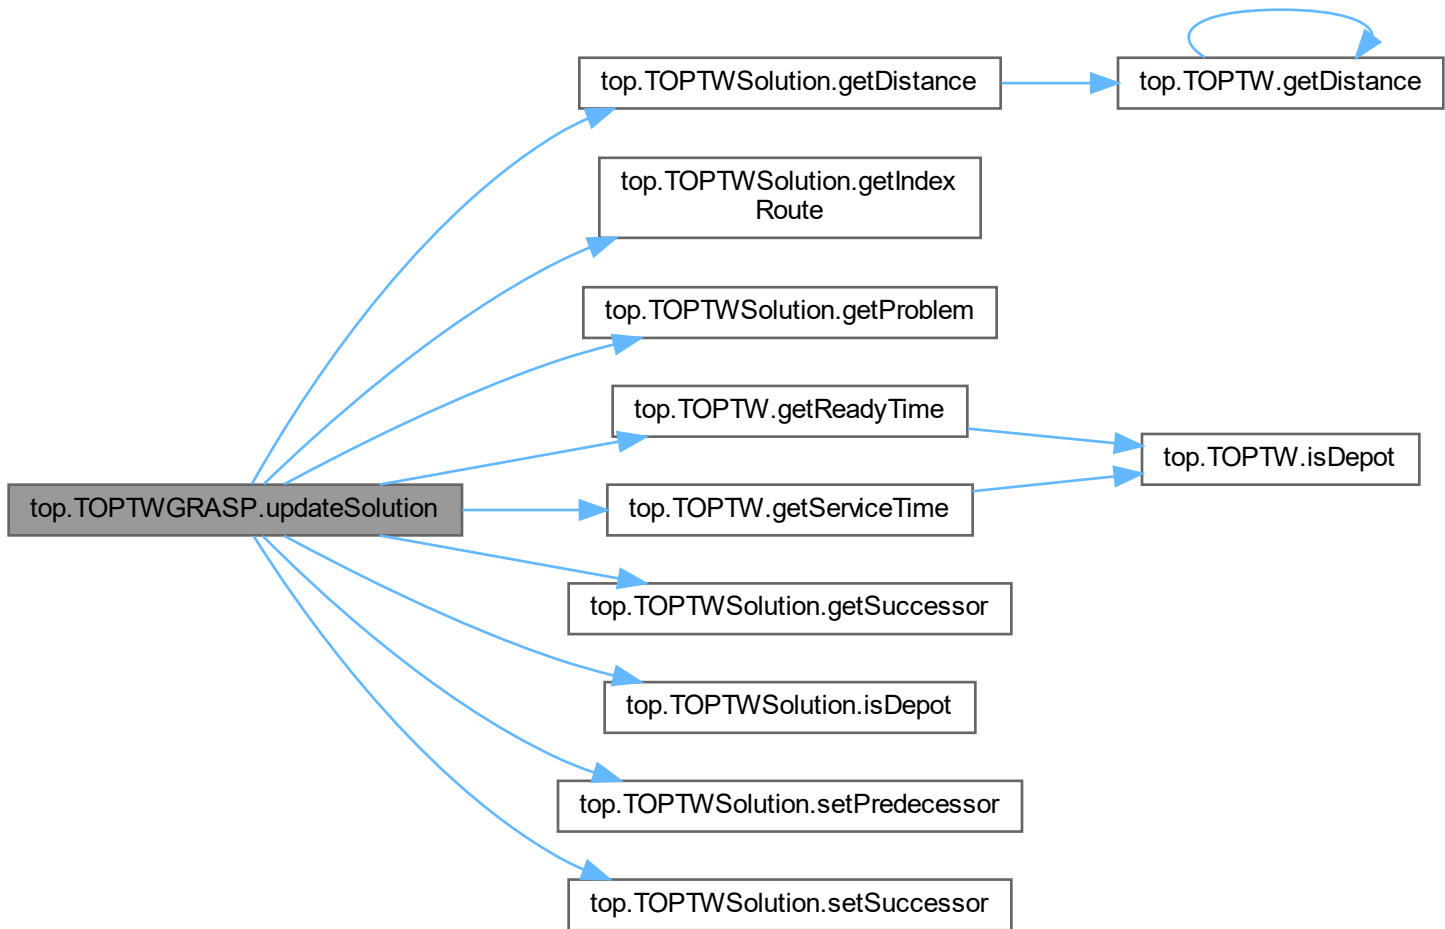 top.TOPTWSolution.getDistance
top.TOPTW.getDistance
top.TOPTWSolution.getIndex
Route
top.TOPTWSolution.getProblem
top.TOPTW.getReadyTime
top.TOPTW.isDepot
top.TOPTWGRASP.updateSolution
top.TOPTW.getServiceTime
top.TOPTWSolution.getSuccessor
top.TOPTWSolution.isDepot
top.TOPTWSolution.setPredecessor
top.TOPTWSolution.setSuccessor